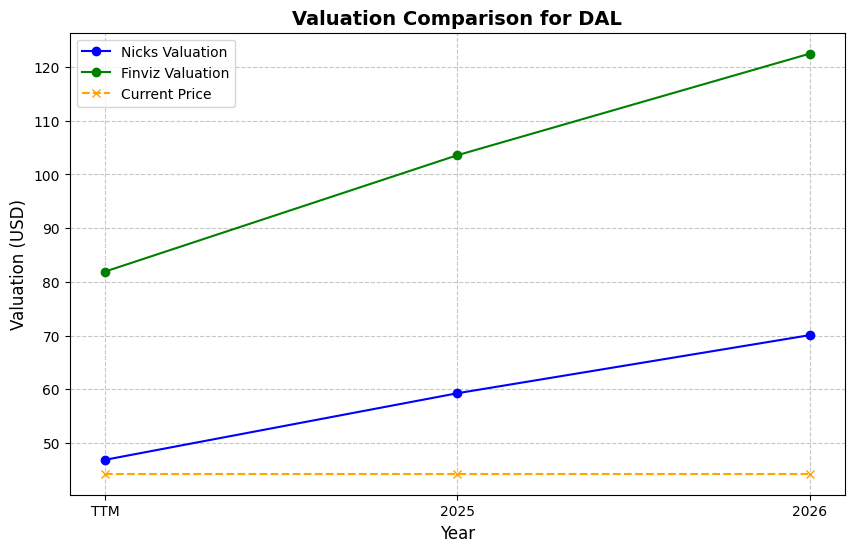 Valuation Comparison for DAL
Nicks Valuation
Finviz Valuation
Current Price
Valuation (USD)
120
110
100
90
80
70
60
50
TTM
2025
2026
Year